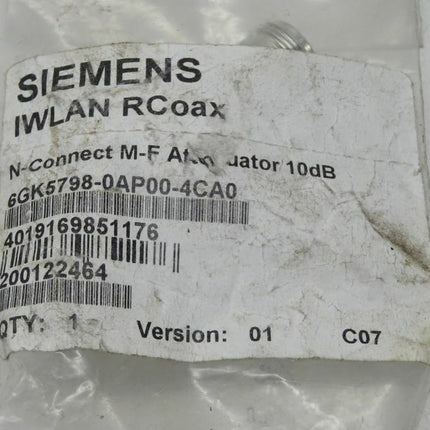 SIEMENS
IWLAN RCoax
N-Connect M-F 10dB
6GK5798-0AP00-4CA0
4019169851176
200122464
QTY: 1 Version: 01 C07